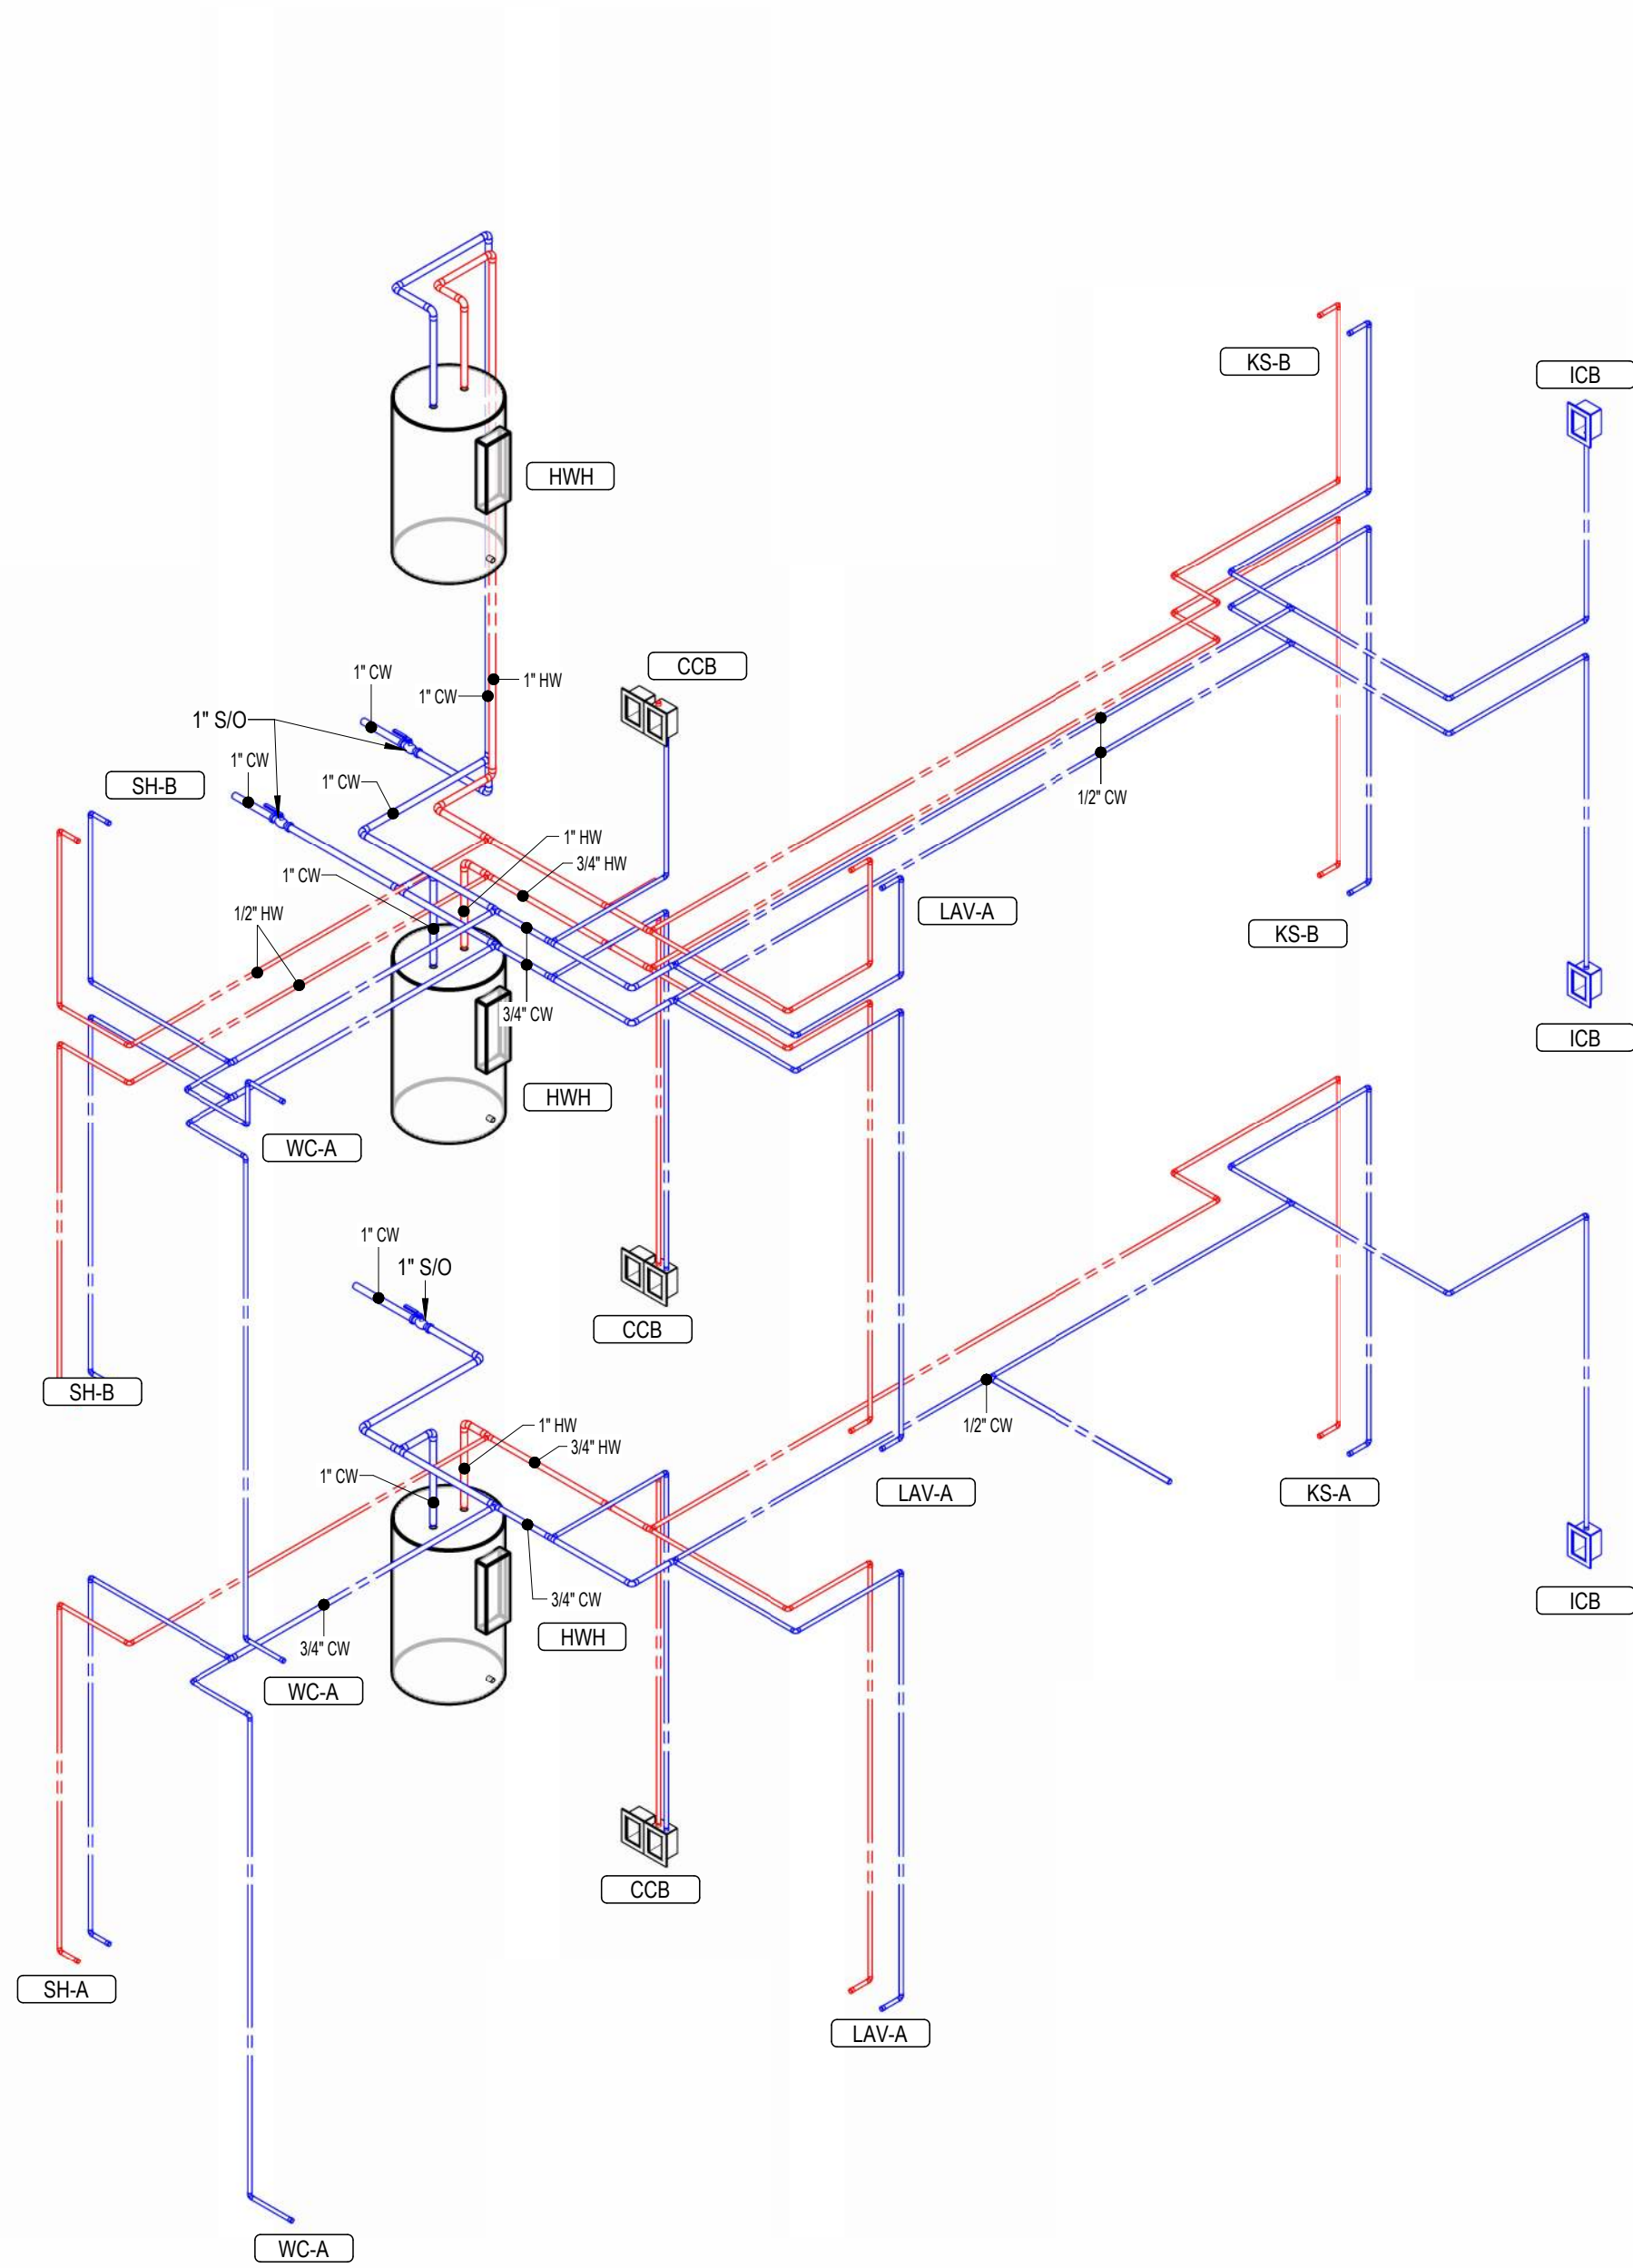 KS-B
ICB
HWH
CCB
1" CW
1" HW
1" CW
1" S/O
1" CW
SH-B
1" CW
1/2" CW
1" HW
3/4" HW
1" CW
1/2" HW
LAV-A
KS-B
3/4" CW
ICB
HWH
WC-A
1" CW
1" S/O
CCB
SH-B
1" HW
3/4" HW
1/2" CW
1" CW
LAV-A
KS-A
3/4" CW
ICB
HWH
3/4" CW
WC-A
CCB
SH-A
LAV-A
WC-A